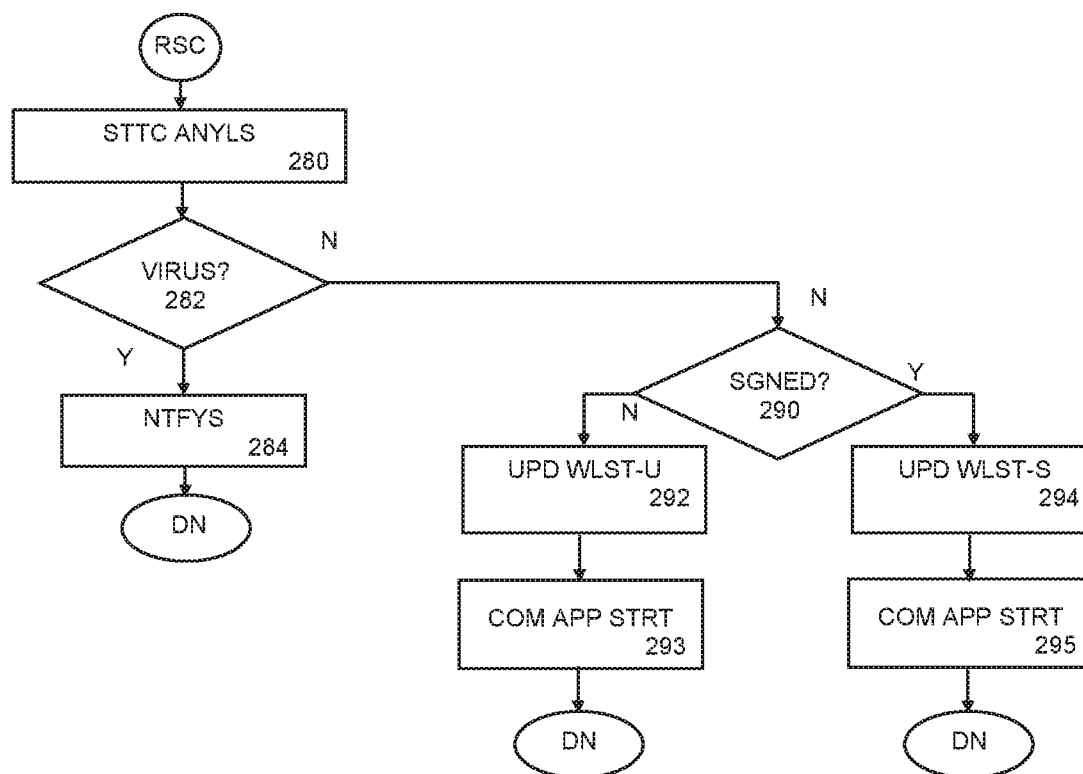 RSC
STTC ANYLS
280
VIRUS?
282
N
Y
N
NTFYS
284
DN
SGNED?
290
N
Y
UPD WLST-U
292
UPD WLST-S
294
COM APP STRT
293
COM APP STRT
295
DN
DN